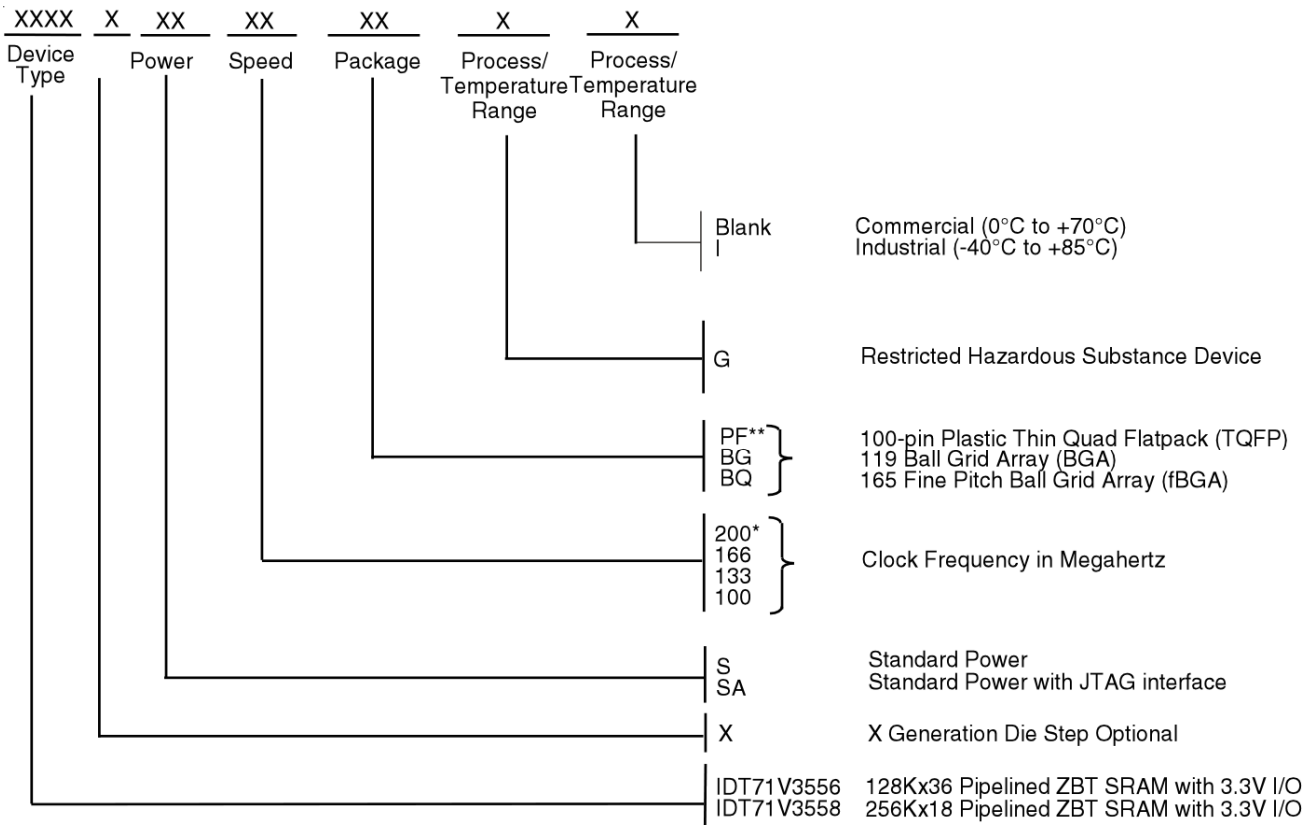 XXXX X XX XX XX X X
Device Type Power Speed Package Process/ Temperature Range Process/ Temperature Range
Blank Commercial (0°C to +70°C)
I Industrial (-40°C to +85°C)
G Restricted Hazardous Substance Device
PF** 100-pin Plastic Thin Quad Flatpack (TQFP)
BG 119 Ball Grid Array (BGA)
BQ 165 Fine Pitch Ball Grid Array (fBGA)
200*
166
133
100
Clock Frequency in Megahertz
S Standard Power
SA Standard Power with JTAG interface
X X Generation Die Step Optional
IDT71V3556 128Kx36 Pipelined ZBT SRAM with 3.3V I/O
IDT71V3558 256Kx18 Pipelined ZBT SRAM with 3.3V I/O